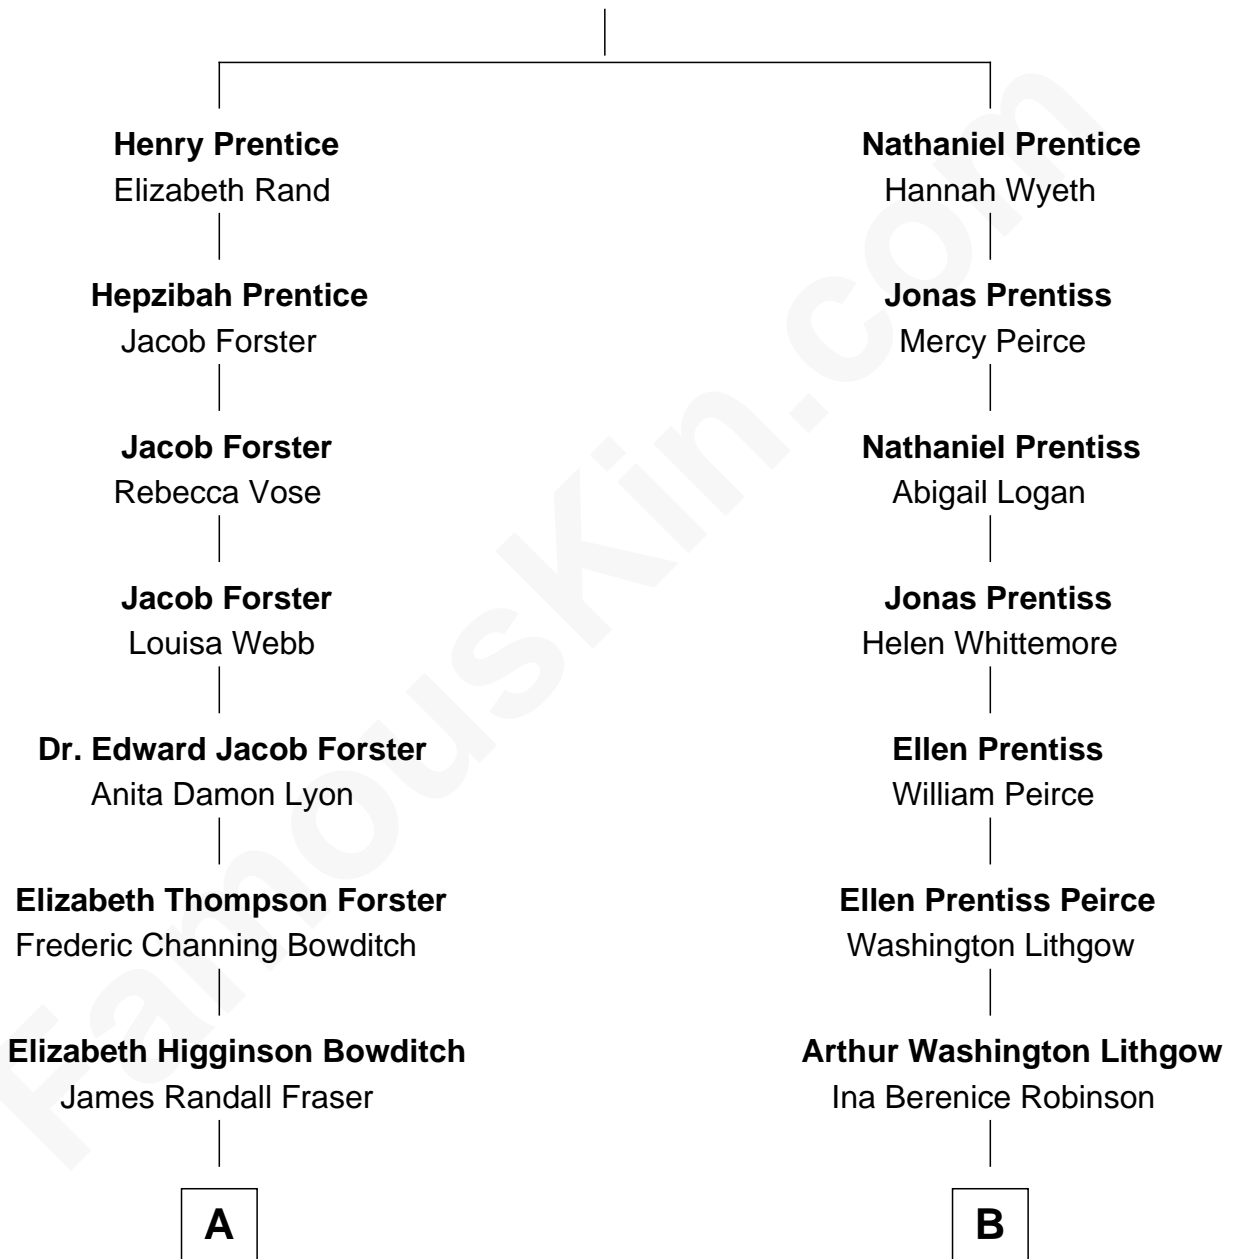 Henry Prentice
Elizabeth Rand
Nathaniel Prentice
Hannah Wyeth
Hepzibah Prentice
Jacob Forster
Jonas Prentiss
Mercy Peirce
Jacob Forster
Rebecca Vose
Nathaniel Prentiss
Abigail Logan
Jacob Forster
Louisa Webb
Jonas Prentiss
Helen Whittemore
Dr. Edward Jacob Forster
Anita Damon Lyon
Ellen Prentiss
William Peirce
Elizabeth Thompson Forster
Frederic Channing Bowditch
Ellen Prentiss Peirce
Washington Lithgow
Elizabeth Higginson Bowditch
James Randall Fraser
Arthur Washington Lithgow
Ina Berenice Robinson
A
B
FamousKin.com